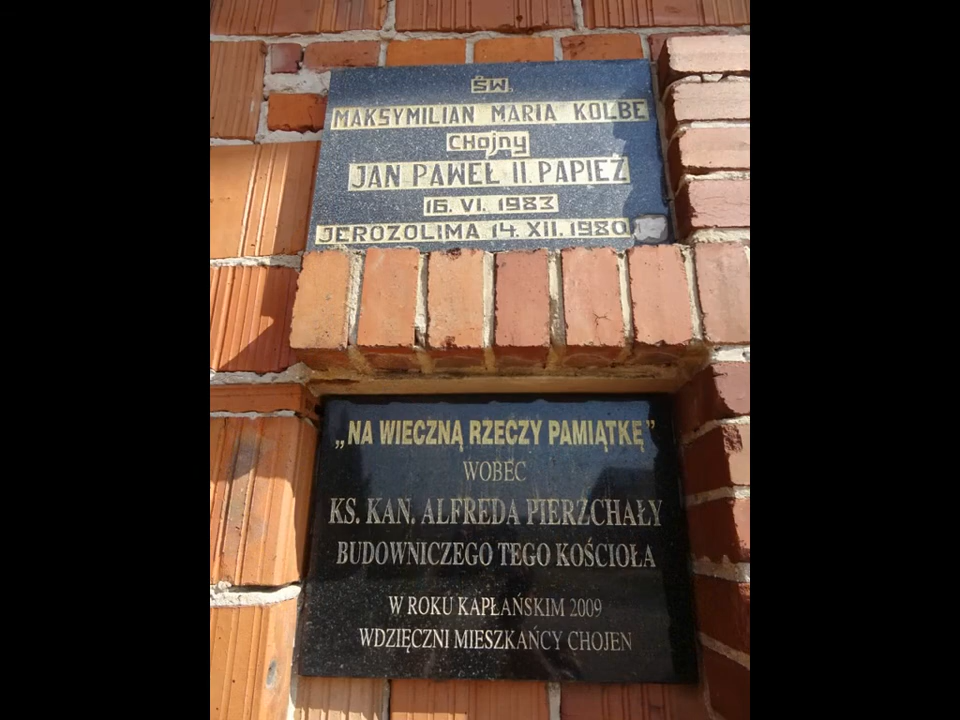 ŚW.
MAKSYMILIAN MARIA KOLBE
CHojny
JAN PAWEŁ II. PAPIEŻ
16. VI. 1983
JEROZOLIMA 14. XII. 1980
„NA WIECZNĄ RZECZY PAMIĄTKĘ”
WOBEC
KS. KAN. ALFREDA PIERZCHAŁY
BUDOWNICZEGO TEGO KOŚCIOŁA
W ROKU KAPŁAŃSKIM 2009
WDZIĘCZNI MIESZKAŃCY CHOJEN